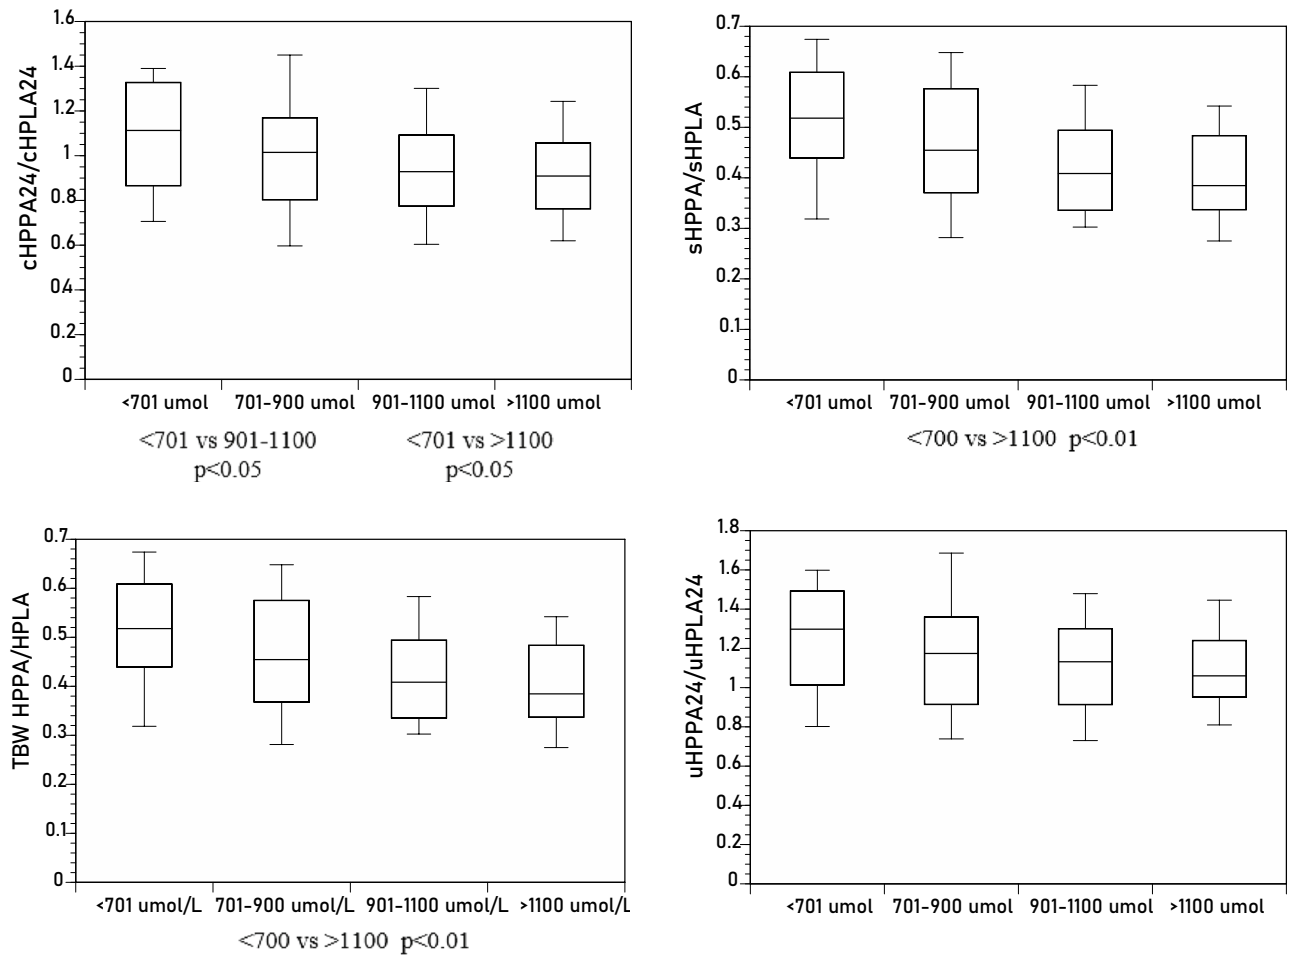 cHPPA24/cHPLA24
1.6
1.4
1.2
1
0.8
0.6
0.4
0.2
0
<701 umol 701-900 umol 901-1100 umol >1100 umol
<701 vs 901-1100 <701 vs >1100
p<0.05 p<0.05
sHPPA/sHPLA
0.7
0.6
0.5
0.4
0.3
0.2
0.1
0
<701 umol 701-900 umol 901-1100 umol >1100 umol
<700 vs >1100 p<0.01
TBW HPPA/HPLA
0.7
0.6
0.5
0.4
0.3
0.2
0.1
0
<701 umol/L 701-900 umol/L 901-1100 umol/L >1100 umol/L
<700 vs >1100 p<0.01
uHPPA24/uHPLA24
1.8
1.6
1.4
1.2
1
0.8
0.6
0.4
0.2
0
<701 umol 701-900 umol 901-1100 umol >1100 umol